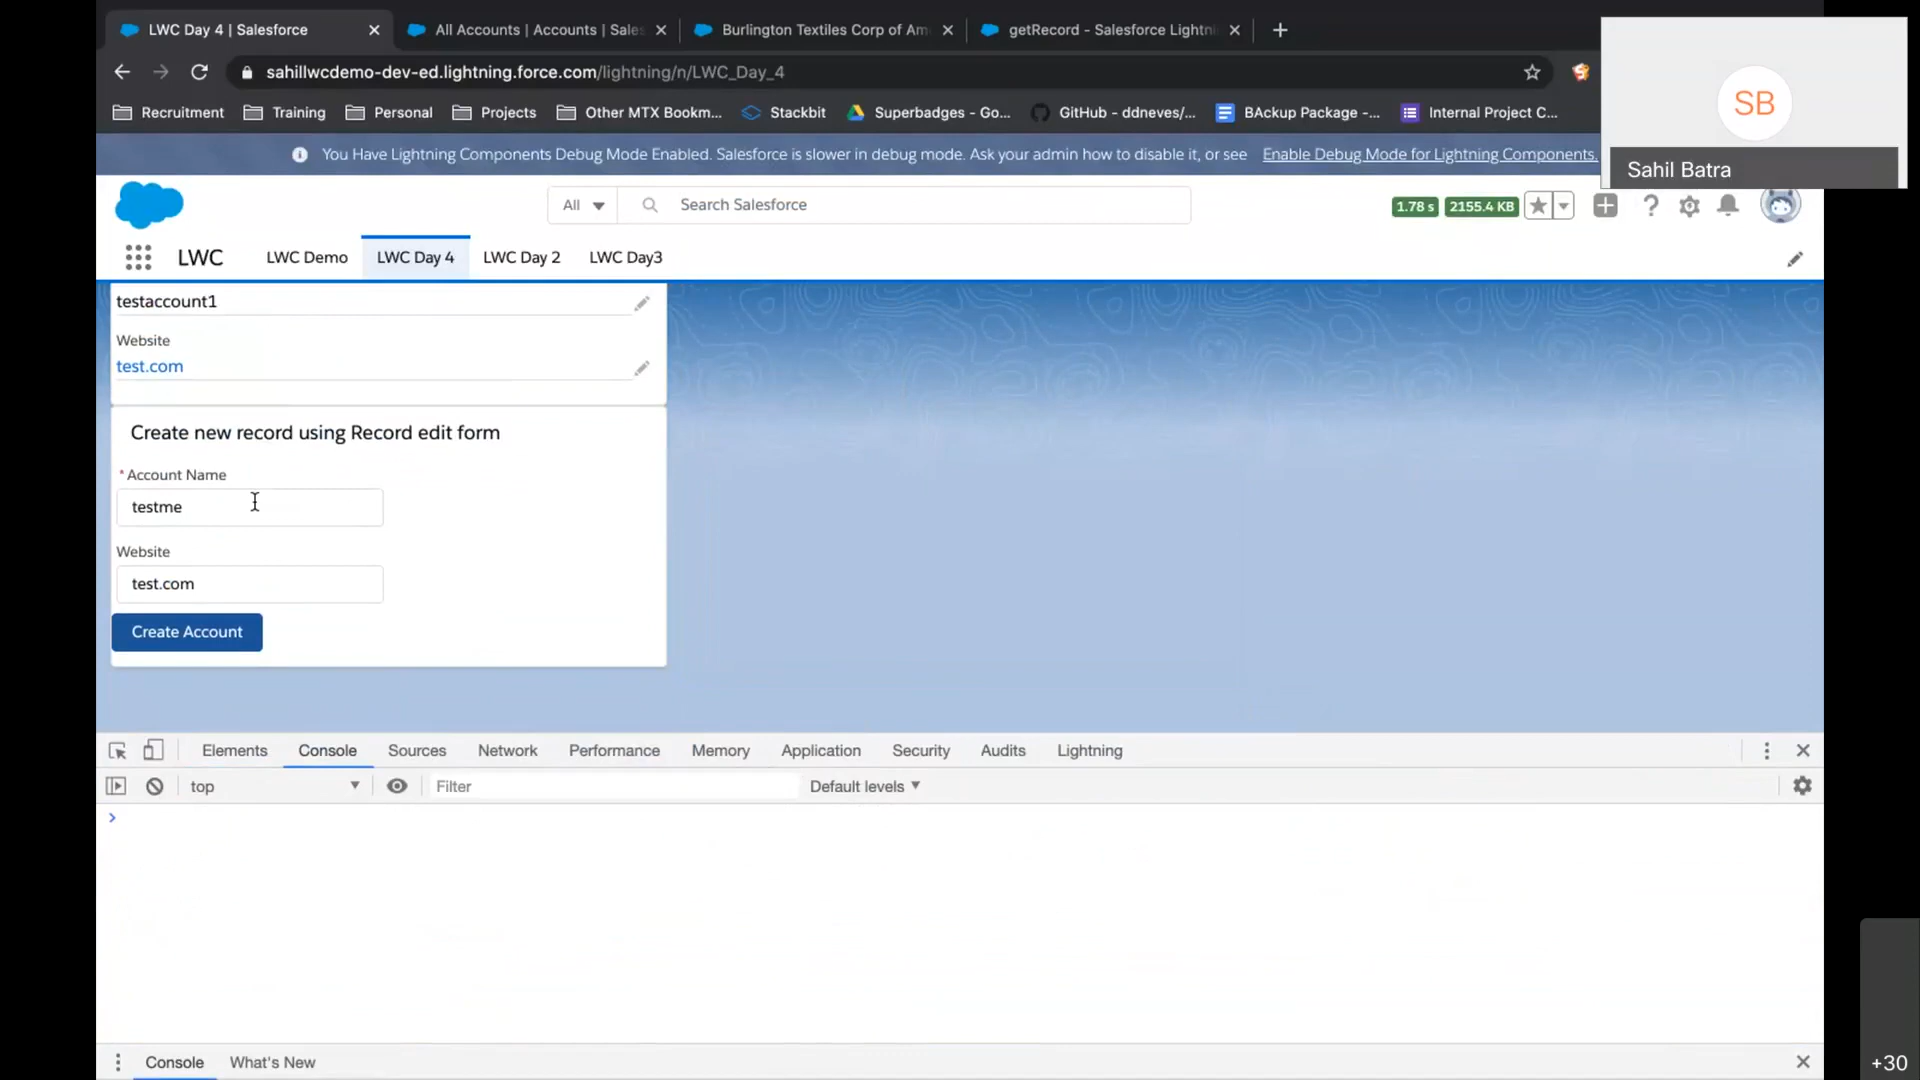 LWC Day 4 | Salesforce
All Accounts | Accounts | Sales
Burlington Textiles Corp of Am
getRecord - Salesforce Lightni
sahillwcdemo-dev-ed.lightning.force.com/lightning/n/LWC_Day_4
Recruitment
Training
Personal
Projects
Other MTX Bookm...
Stackbit
Superbadges - Go...
GitHub - ddneves/...
BAckup Package -...
Internal Project C...
SB
Sahil Batra
You Have Lightning Components Debug Mode Enabled. Salesforce is slower in debug mode. Ask your admin how to disable it, or see Enable Debug Mode for Lightning Components.
All
Search Salesforce
1.78 s
2155.4 KB
LWC
LWC Demo
LWC Day 4
LWC Day 2
LWC Day3
testaccount1
Website
test.com
Create new record using Record edit form
*Account Name
testme
Website
test.com
Create Account
Elements
Console
Sources
Network
Performance
Memory
Application
Security
Audits
Lightning
top
Filter
Default levels
Console
What's New
+30